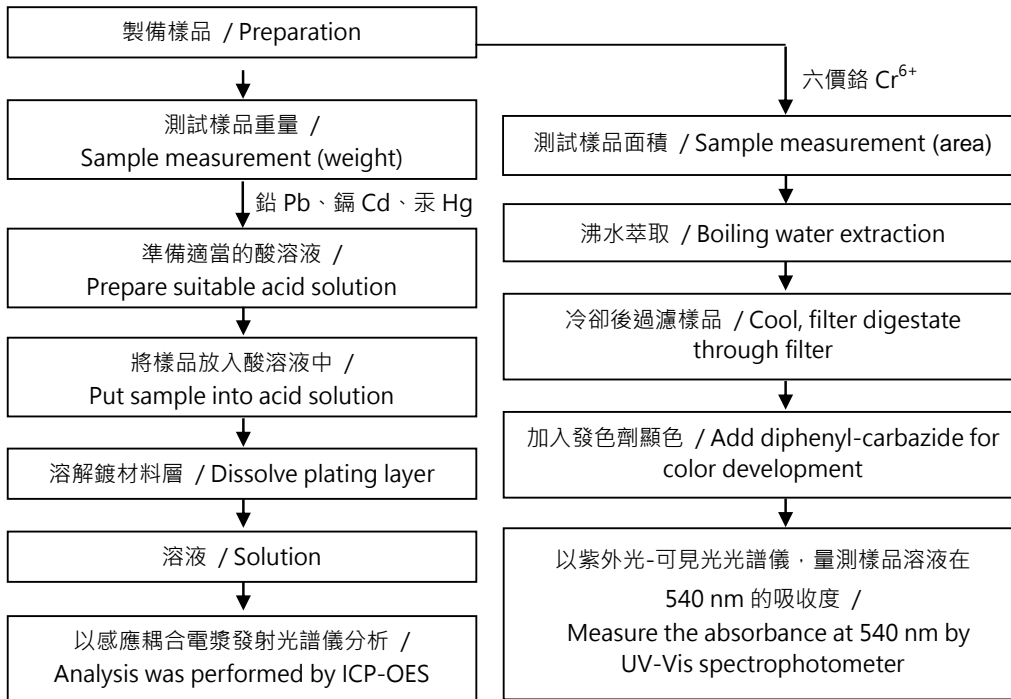 製備樣品 / Preparation
測試樣品重量 /
Sample measurement (weight)
鉛 Pb、鎘 Cd、汞 Hg
準備適當的酸溶液 /
Prepare suitable acid solution
將樣品放入酸溶液中 /
Put sample into acid solution
溶解鍍材料層 / Dissolve plating layer
溶液 / Solution
以感應耦合電漿發射光譜儀分析 /
Analysis was performed by ICP-OES
六價鉻 Cr⁶⁺
測試樣品面積 / Sample measurement (area)
沸水萃取 / Boiling water extraction
冷卻後過濾樣品 / Cool, filter digestate
through filter
加入發色劑顯色 / Add diphenyl-carbazide for
color development
以紫外光-可見光光譜儀，量測樣品溶液在
540 nm 的吸收度 /
Measure the absorbance at 540 nm by
UV-Vis spectrophotometer